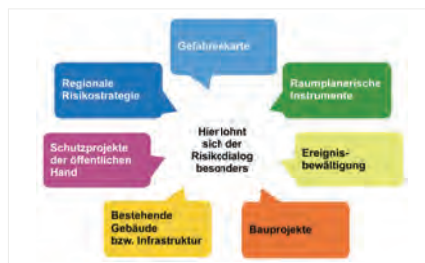 Gefahrenkarte
Regionale
Risikostrategie
Raumplanerische
Instrumente
Schutzprojekte
der öffentlichen
Hand
Hier lohnt
sich der
Risikodialog
besonders
Ereignis-
bewältigung
Bestehende
Gebäude
bzw. Infrastruktur
Bauprojekte